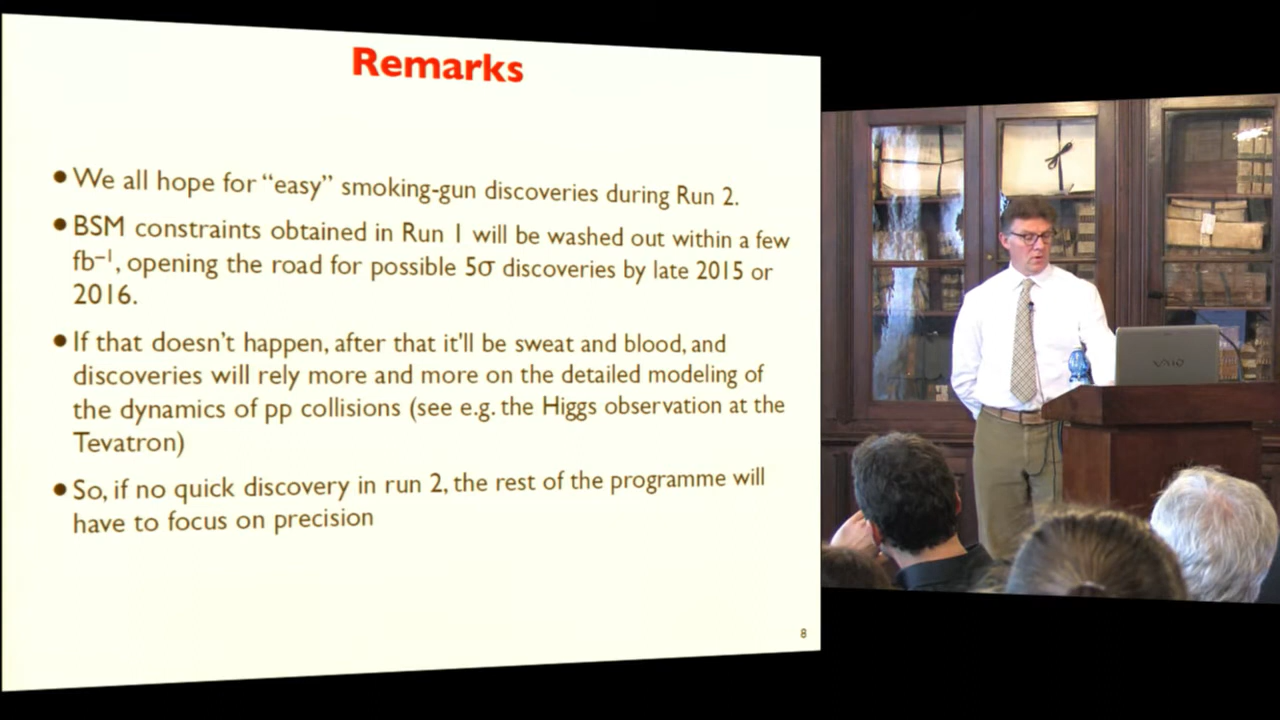 Remarks
•We all hope for “easy” smoking-gun discoveries during Run 2.
•BSM constraints obtained in Run 1 will be washed out within a few
fb⁻¹, opening the road for possible 5σ discoveries by late 2015 or
2016.
•If that doesn’t happen, after that it'll be sweat and blood, and
discoveries will rely more and more on the detailed modeling of
the dynamics of pp collisions (see e.g. the Higgs observation at the
Tevatron)
•So, if no quick discovery in run 2, the rest of the programme will
have to focus on precision
8
VAIO